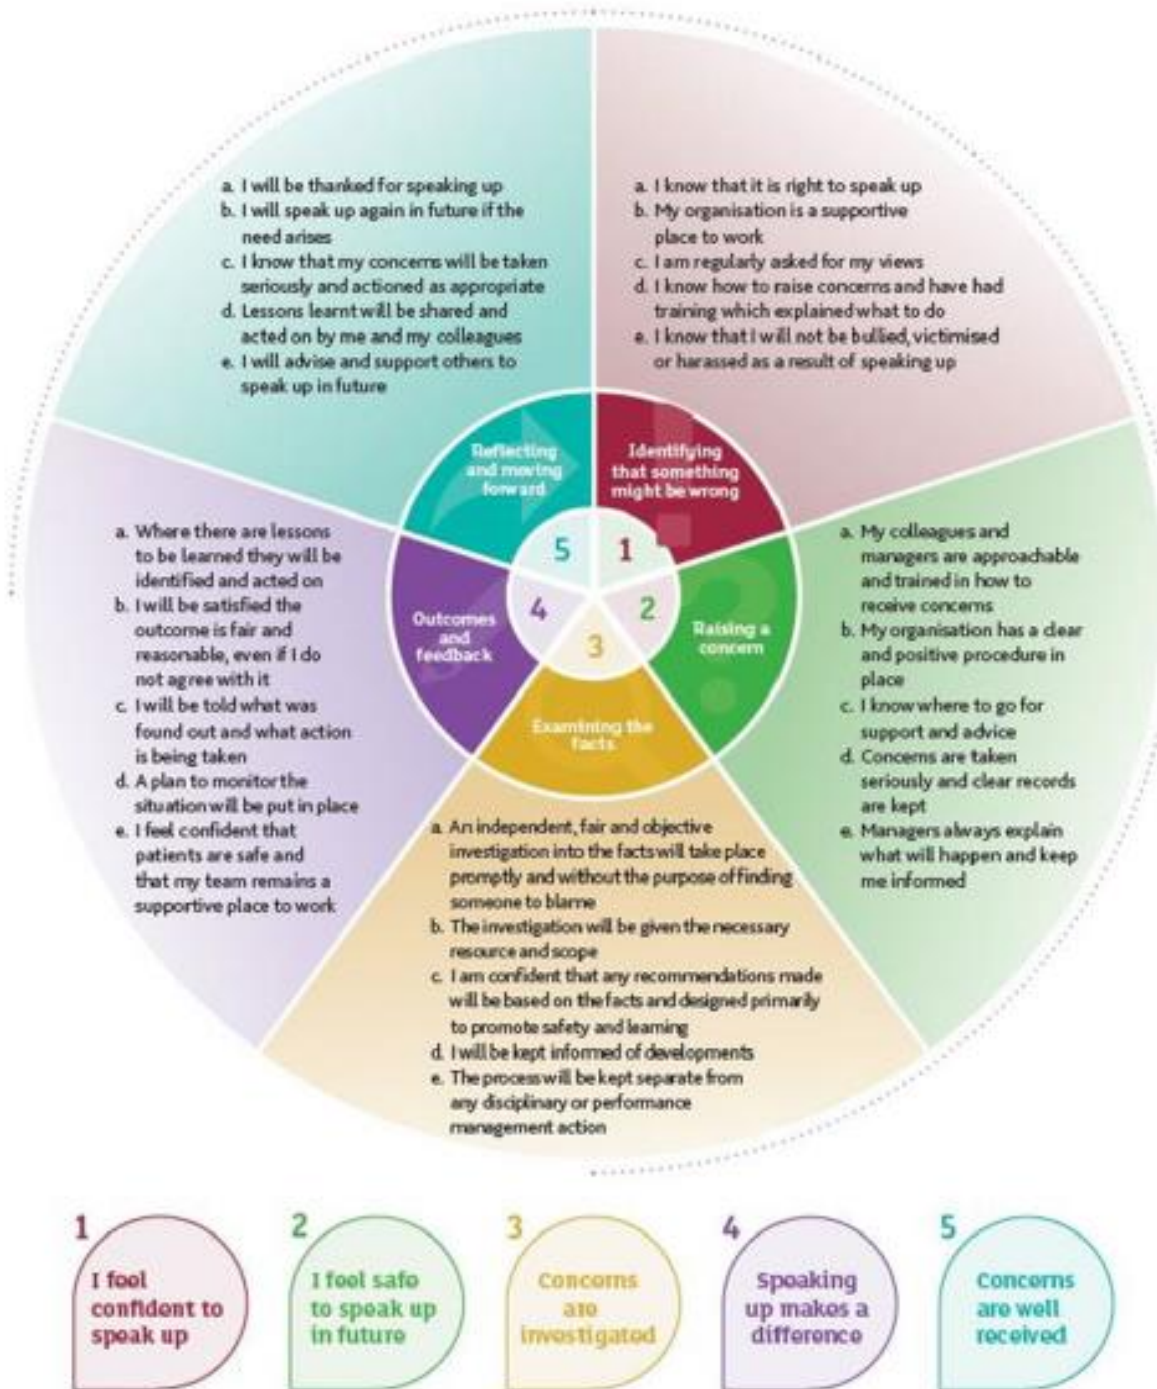 a. I will be thanked for speaking up
b. I will speak up again in future if the
need arises
c. I know that my concerns will be taken
seriously and actioned as appropriate
d. Lessons learnt will be shared and
acted on by me and my colleagues
e. I will advise and support others to
speak up in future
a. I know that it is right to speak up
b. My organisation is a supportive
place to work
c. I am regularly asked for my views
d. I know how to raise concerns and have had
training which explained what to do
e. I know that I will not be bullied, victimised
or harassed as a result of speaking up
Reflecting
and moving
forward
Identifying
that something
might be wrong
5
1
4
2
3
Outcomes
and
feedback
Raising a
concern
Examining the
facts
a. Where there are lessons
to be learned they will be
identified and acted on
b. I will be satisfied the
outcome is fair and
reasonable, even if I do
not agree with it
c. I will be told what was
found out and what action
is being taken
d. A plan to monitor the
situation will be put in place
e. I feel confident that
patients are safe and
that my team remains a
supportive place to work
a. My colleagues and
managers are approachable
and trained in how to
receive concerns
b. My organisation has a clear
and positive procedure in
place
c. I know where to go for
support and advice
d. Concerns are taken
seriously and clear records
are kept
e. Managers always explain
what will happen and keep
me informed
a. An independent, fair and objective
investigation into the facts will take place
promptly and without the purpose of finding
someone to blame
b. The investigation will be given the necessary
resource and scope
c. I am confident that any recommendations made
will be based on the facts and designed primarily
to promote safety and learning
d. I will be kept informed of developments
e. The process will be kept separate from
any disciplinary or performance
management action
1
I feel
confident to
speak up
2
I feel safe
to speak up
in future
3
Concerns
are
investigated
4
Speaking
up makes a
difference
5
Concerns
are well
received